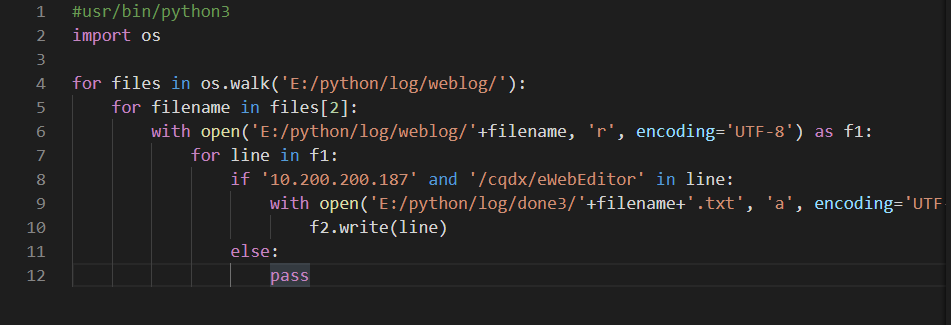 1 #usr/bin/python3
2 import os
3
4 for files in os.walk('E:/python/log/weblog/'):
5     for filename in files[2]:
6         with open('E:/python/log/weblog/'+filename, 'r', encoding='UTF-8') as f1:
7             for line in f1:
8                 if '10.200.200.187' and '/cqdx/eWebEditor' in line:
9                     with open('E:/python/log/done3/'+filename+'.txt', 'a', encoding='UTF-
10                         f2.write(line)
11                 else:
12                     pass